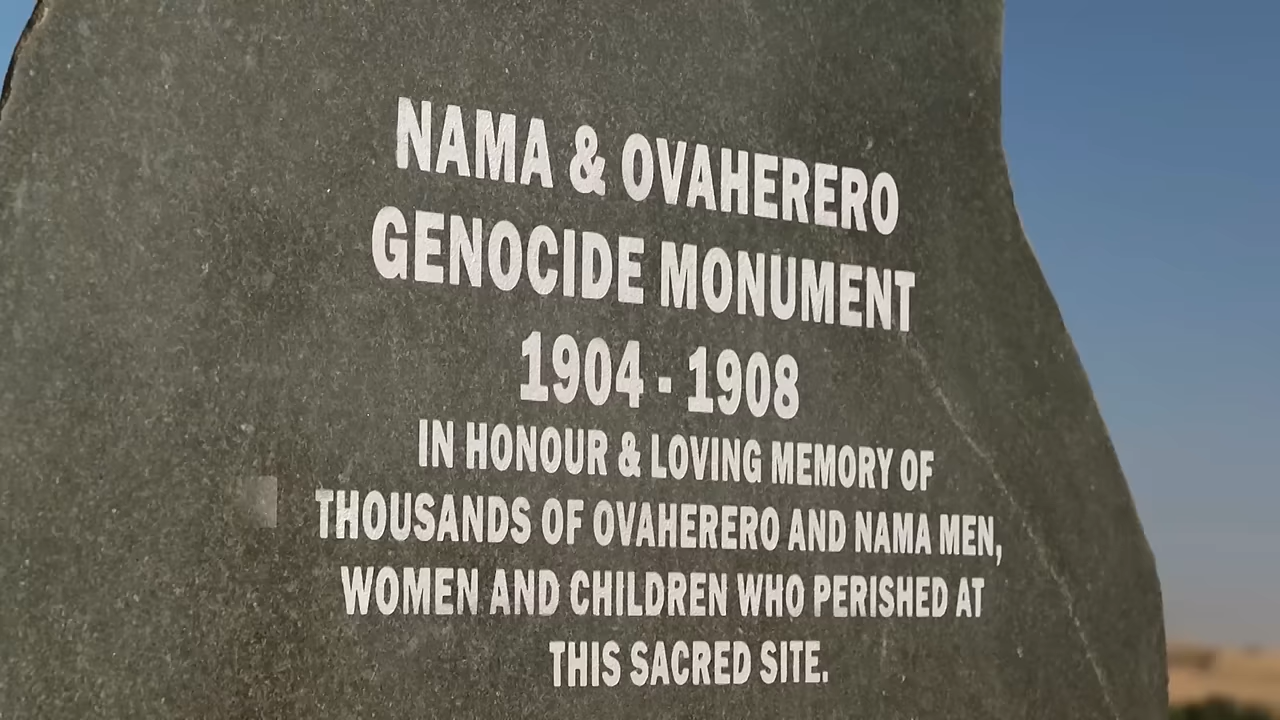 NAMA & OVAHERERO
GENOCIDE MONUMENT
1904 - 1908
IN HONOUR & LOVING MEMORY OF
THOUSANDS OF OVAHERERO AND NAMA MEN,
WOMEN AND CHILDREN WHO PERISHED AT
THIS SACRED SITE.